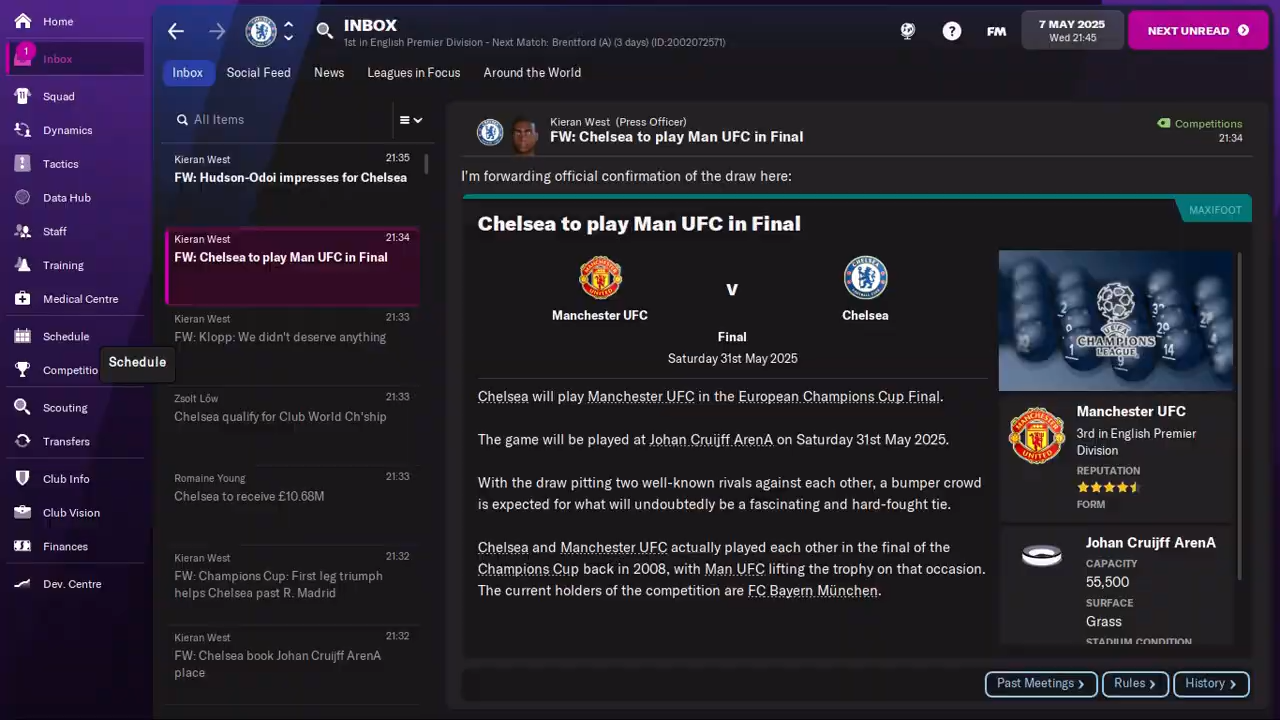 Home
1
Inbox
Squad
Dynamics
Tactics
Data Hub
Staff
Training
Medical Centre
Schedule
Competitio
Schedule
Scouting
Transfers
Club Info
Club Vision
Finances
Dev. Centre
INBOX
1st in English Premier Division - Next Match: Brentford (A) (3 days) (ID:2002072571)
?
FM
7 MAY 2025
Wed 21:45
NEXT UNREAD
Inbox
Social Feed
News
Leagues in Focus
Around the World
All Items
Kieran West 21:35
FW: Hudson-Odoi impresses for Chelsea
Kieran West 21:34
FW: Chelsea to play Man UFC in Final
Kieran West 21:33
FW: Klopp: We didn't deserve anything
Zsolt Lőw 21:33
Chelsea qualify for Club World Ch'ship
Romaine Young 21:33
Chelsea to receive £10.68M
Kieran West 21:32
FW: Champions Cup: First leg triumph
helps Chelsea past R. Madrid
Kieran West 21:32
FW: Chelsea book Johan Cruijff ArenA
place
Kieran West (Press Officer)
FW: Chelsea to play Man UFC in Final
Competitions
21:34
I'm forwarding official confirmation of the draw here:
MAXIFOOT
Chelsea to play Man UFC in Final
v
Manchester UFC
Chelsea
Final
Saturday 31st May 2025
Chelsea will play Manchester UFC in the European Champions Cup Final.
The game will be played at Johan Cruijff ArenA on Saturday 31st May 2025.
With the draw pitting two well-known rivals against each other, a bumper crowd
is expected for what will undoubtedly be a fascinating and hard-fought tie.
Chelsea and Manchester UFC actually played each other in the final of the
Champions Cup back in 2008, with Man UFC lifting the trophy on that occasion.
The current holders of the competition are FC Bayern München.
UEFA
CHAMPIONS
LEAGUE
Manchester UFC
3rd in English Premier
Division
REPUTATION
FORM
Johan Cruijff ArenA
CAPACITY
55,500
SURFACE
Grass
STADIUM CONDITION
Past Meetings
Rules
History